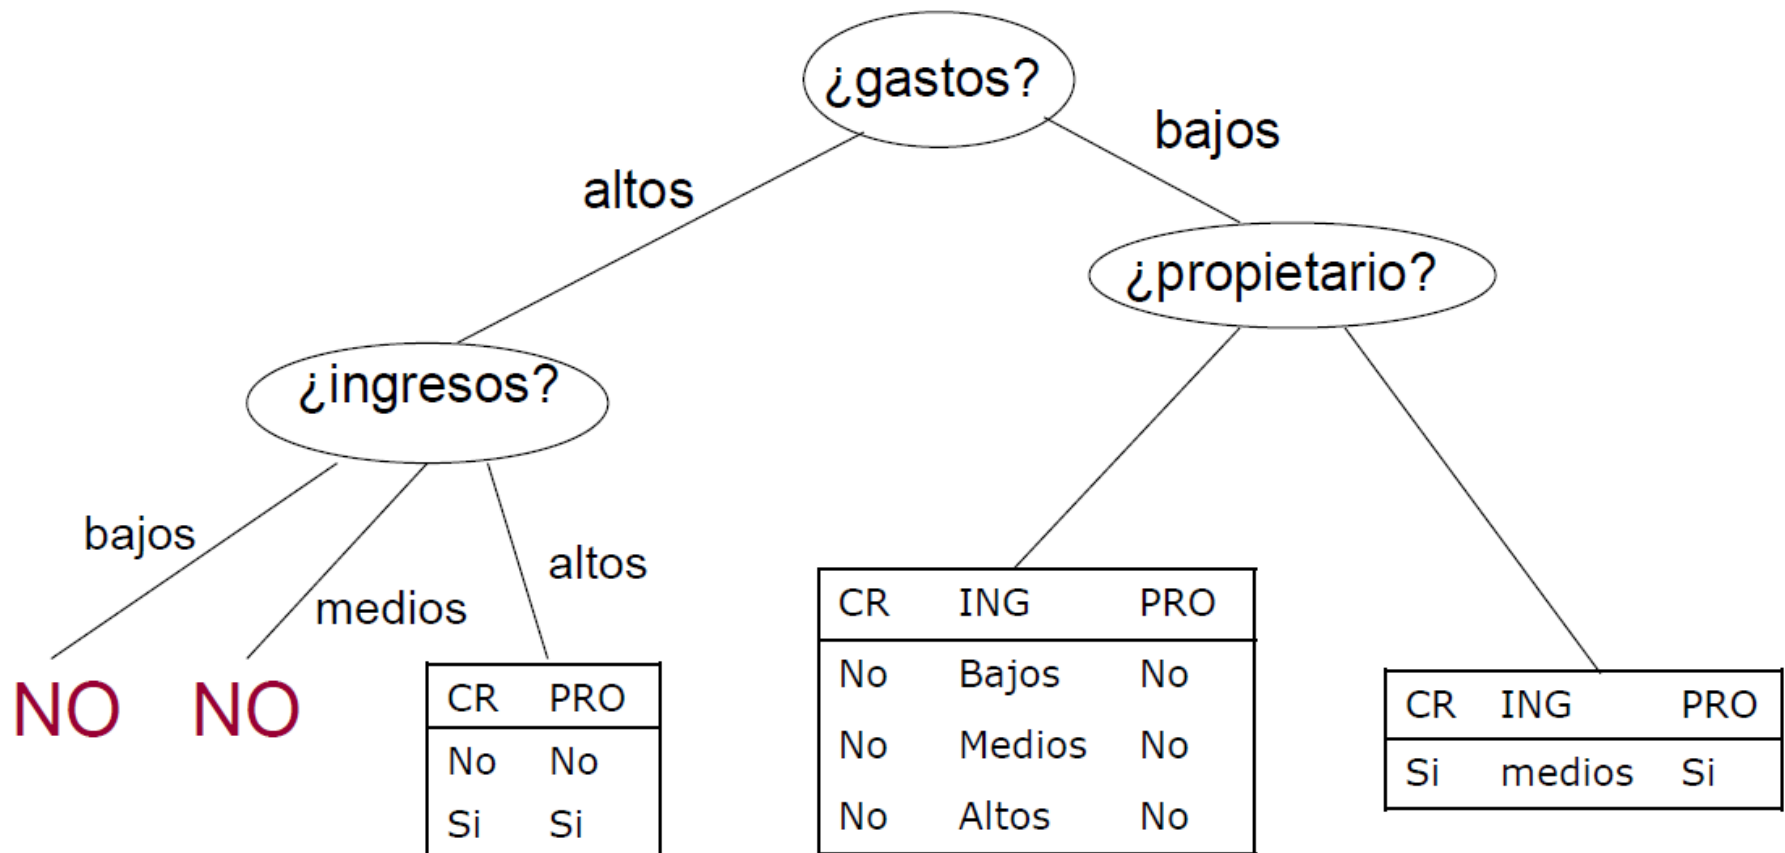 ¿gastos?
altos
bajos
¿propietario?
¿ingresos?
bajos
medios
altos
NO NO
CR PRO
No No
Si Si
CR ING PRO
No Bajos No
No Medios No
No Altos No
CR ING PRO
Si medios Si